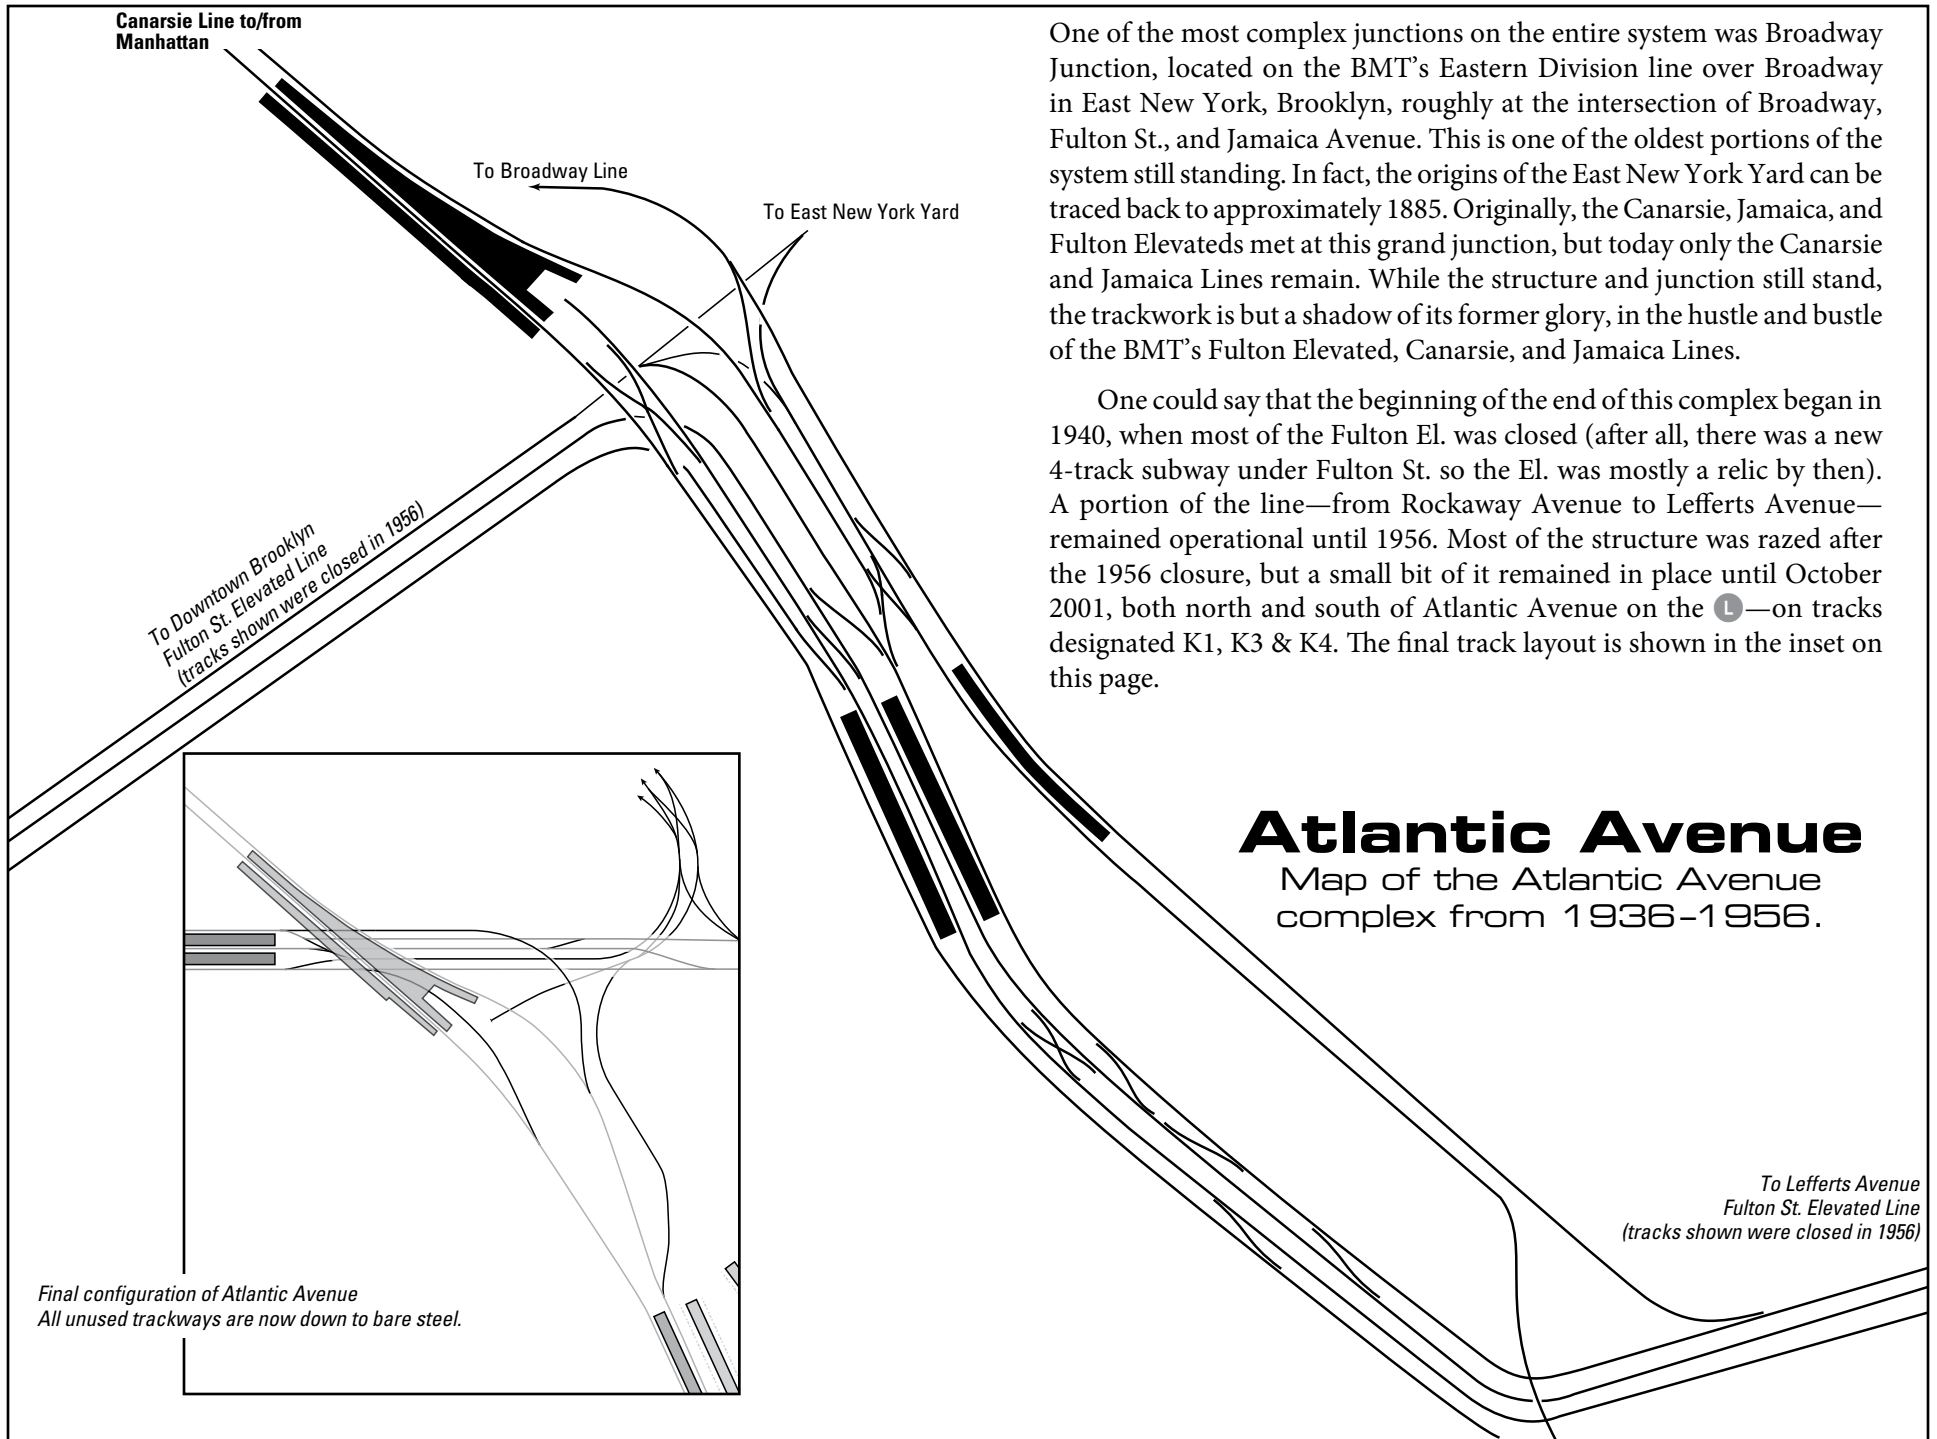 Canarsie Line to/from
Manhattan
To Broadway Line
To East New York Yard
One of the most complex junctions on the entire system was Broadway
Junction, located on the BMT’s Eastern Division line over Broadway
in East New York, Brooklyn, roughly at the intersection of Broadway,
Fulton St., and Jamaica Avenue. This is one of the oldest portions of the
system still standing. In fact, the origins of the East New York Yard can be
traced back to approximately 1885. Originally, the Canarsie, Jamaica, and
Fulton Elevateds met at this grand junction, but today only the Canarsie
and Jamaica Lines remain. While the structure and junction still stand,
the trackwork is but a shadow of its former glory, in the hustle and bustle
of the BMT’s Fulton Elevated, Canarsie, and Jamaica Lines.
One could say that the beginning of the end of this complex began in
1940, when most of the Fulton El. was closed (after all, there was a new
4-track subway under Fulton St. so the El. was mostly a relic by then).
A portion of the line—from Rockaway Avenue to Lefferts Avenue—
remained operational until 1956. Most of the structure was razed after
the 1956 closure, but a small bit of it remained in place until October
2001, both north and south of Atlantic Avenue on the L—on tracks
designated K1, K3 & K4. The final track layout is shown in the inset on
this page.
To Downtown Brooklyn
Fulton St. Elevated Line
(tracks shown were closed in 1956)
Atlantic Avenue
Map of the Atlantic Avenue
complex from 1936-1956.
To Lefferts Avenue
Fulton St. Elevated Line
(tracks shown were closed in 1956)
Final configuration of Atlantic Avenue
All unused trackways are now down to bare steel.